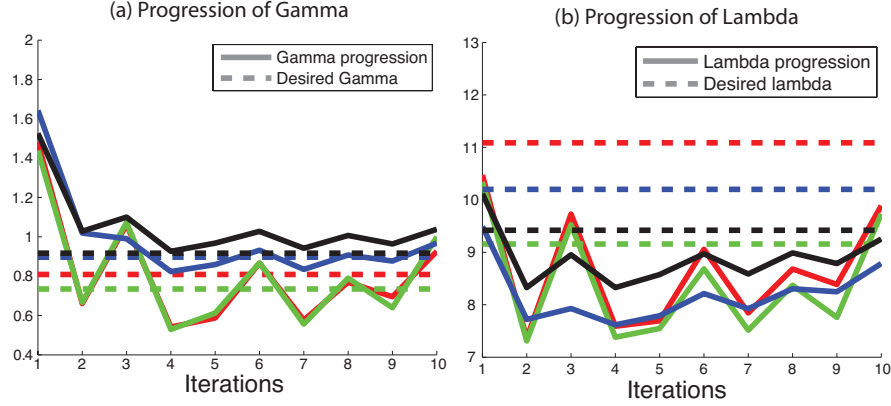 (a) Progression of Gamma
2
1.8
1.6
1.4
1.2
1
0.8
0.6
0.4
1 2 3 4 5 6 7 8 9 10
Iterations
Gamma progression
Desired Gamma
(b) Progression of Lambda
13
12
11
10
9
8
7
1 2 3 4 5 6 7 8 9 10
Iterations
Lambda progression
Desired lambda